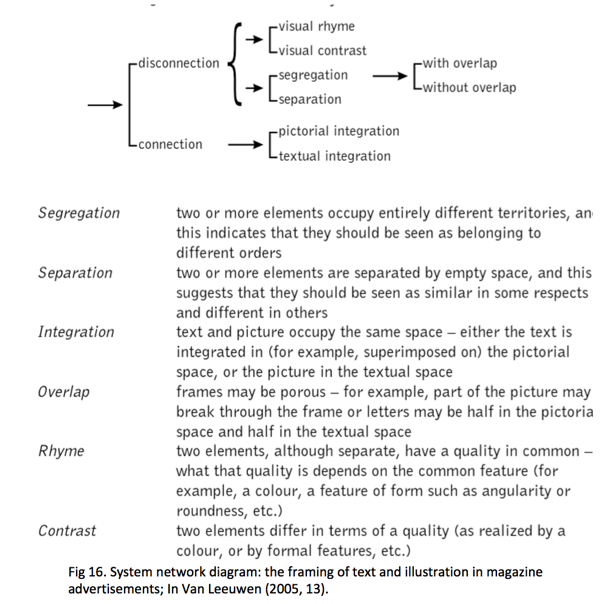 visual rhyme
disconnection
visual contrast
segregation
with overlap
separation
without overlap
pictorial integration
connection
textual integration
Segregation two or more elements occupy entirely different territories, an
this indicates that they should be seen as belonging to
different orders
Separation two or more elements are separated by empty space, and this
suggests that they should be seen as similar in some respects
and different in others
Integration text and picture occupy the same space – either the text is
integrated in (for example, superimposed on) the pictorial
space, or the picture in the textual space
Overlap frames may be porous – for example, part of the picture may
break through the frame or letters may be half in the pictoria
space and half in the textual space
Rhyme two elements, although separate, have a quality in common –
what that quality is depends on the common feature (for
example, a colour, a feature of form such as angularity or
roundness, etc.)
Contrast two elements differ in terms of a quality (as realized by a
colour, or by formal features, etc.)
Fig 16. System network diagram: the framing of text and illustration in magazine
advertisements; In Van Leeuwen (2005, 13).